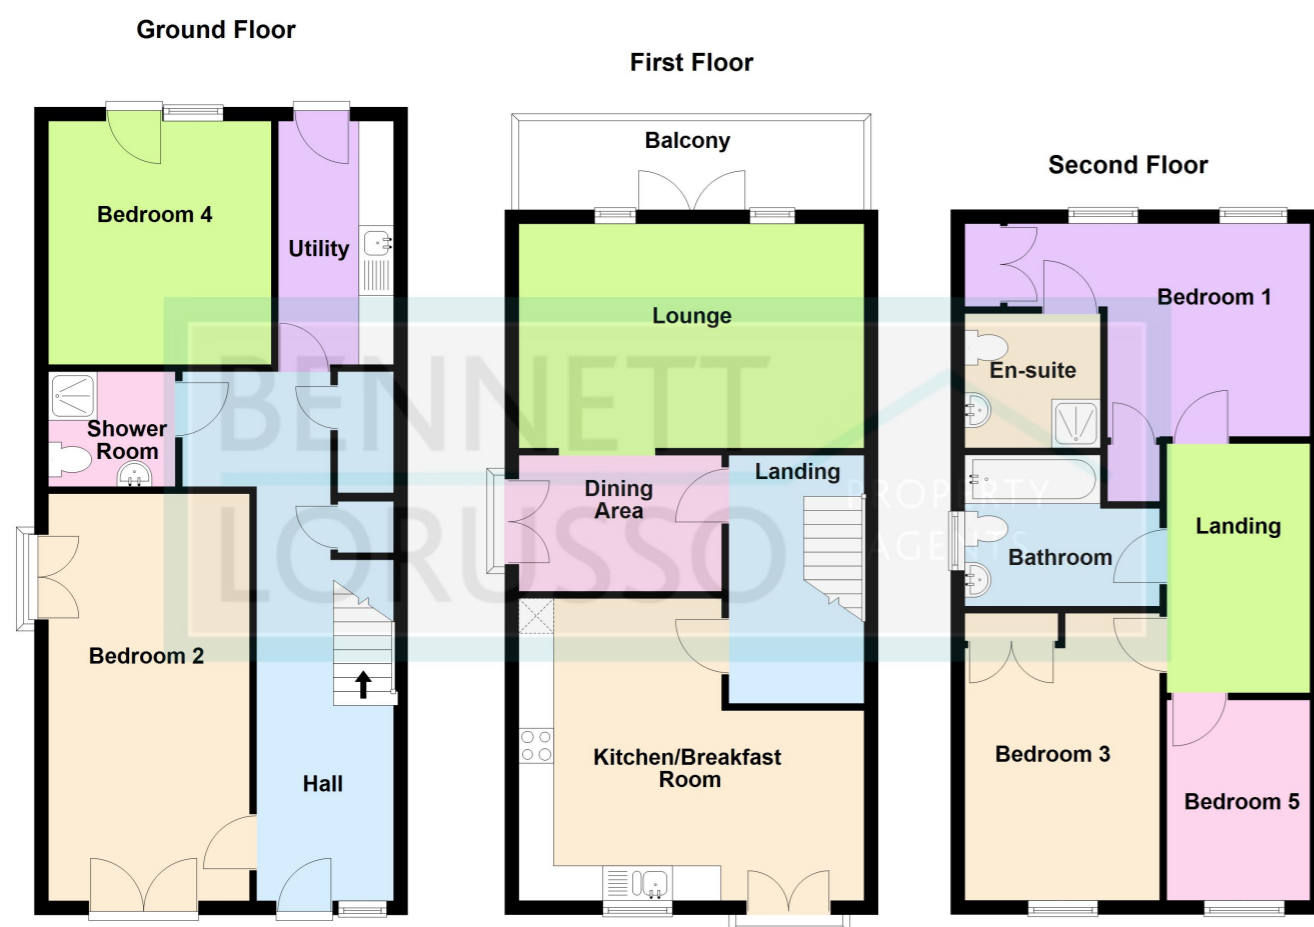 Ground Floor
First Floor
Second Floor
Balcony
Bedroom 4
Utility
Lounge
Bedroom 1
En-suite
Shower
Room
Dining
Area
Landing
Landing
Bathroom
Bedroom 2
Hall
Kitchen/Breakfast
Room
Bedroom 3
Bedroom 5
BENNETT
LORUSSO
PROPERTY
AGENTS